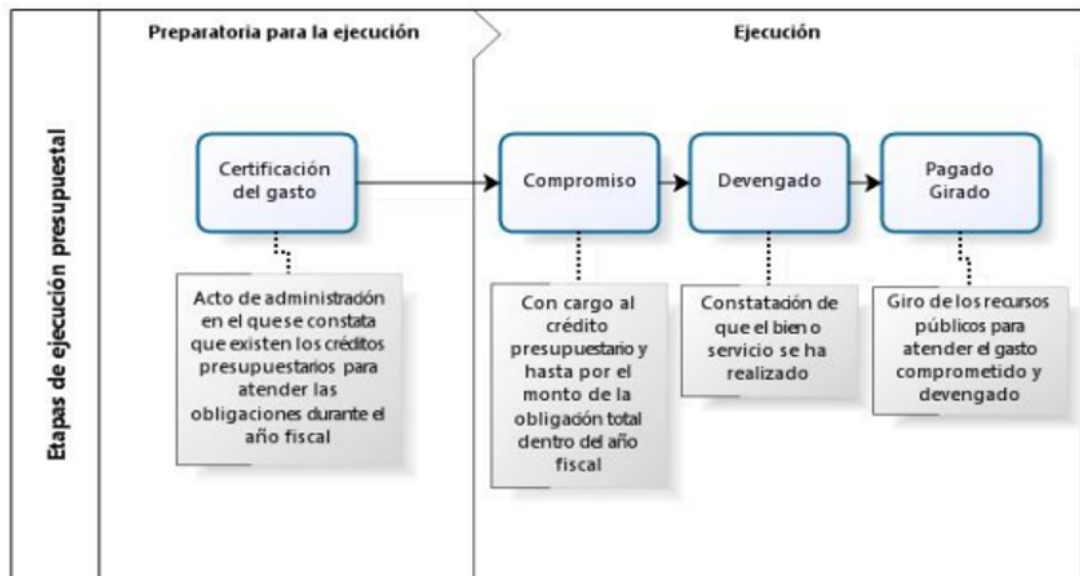 Preparatoria para la ejecución
Ejecución
Etapas de ejecución presupuestal
Certificación
del gasto
Compromiso
Devengado
Pagado
Girado
Acto de administración
en el que se constata
que existen los créditos
presupuestarios para
atender las
obligaciones durante el
año fiscal
Con cargo al
crédito
presupuestario y
hasta por el
monto de la
obligación total
dentro del año
fiscal
Constatación de
que el bien o
servicio se ha
realizado
Giro de los recursos
públicos para
atender el gasto
comprometido y
devengado